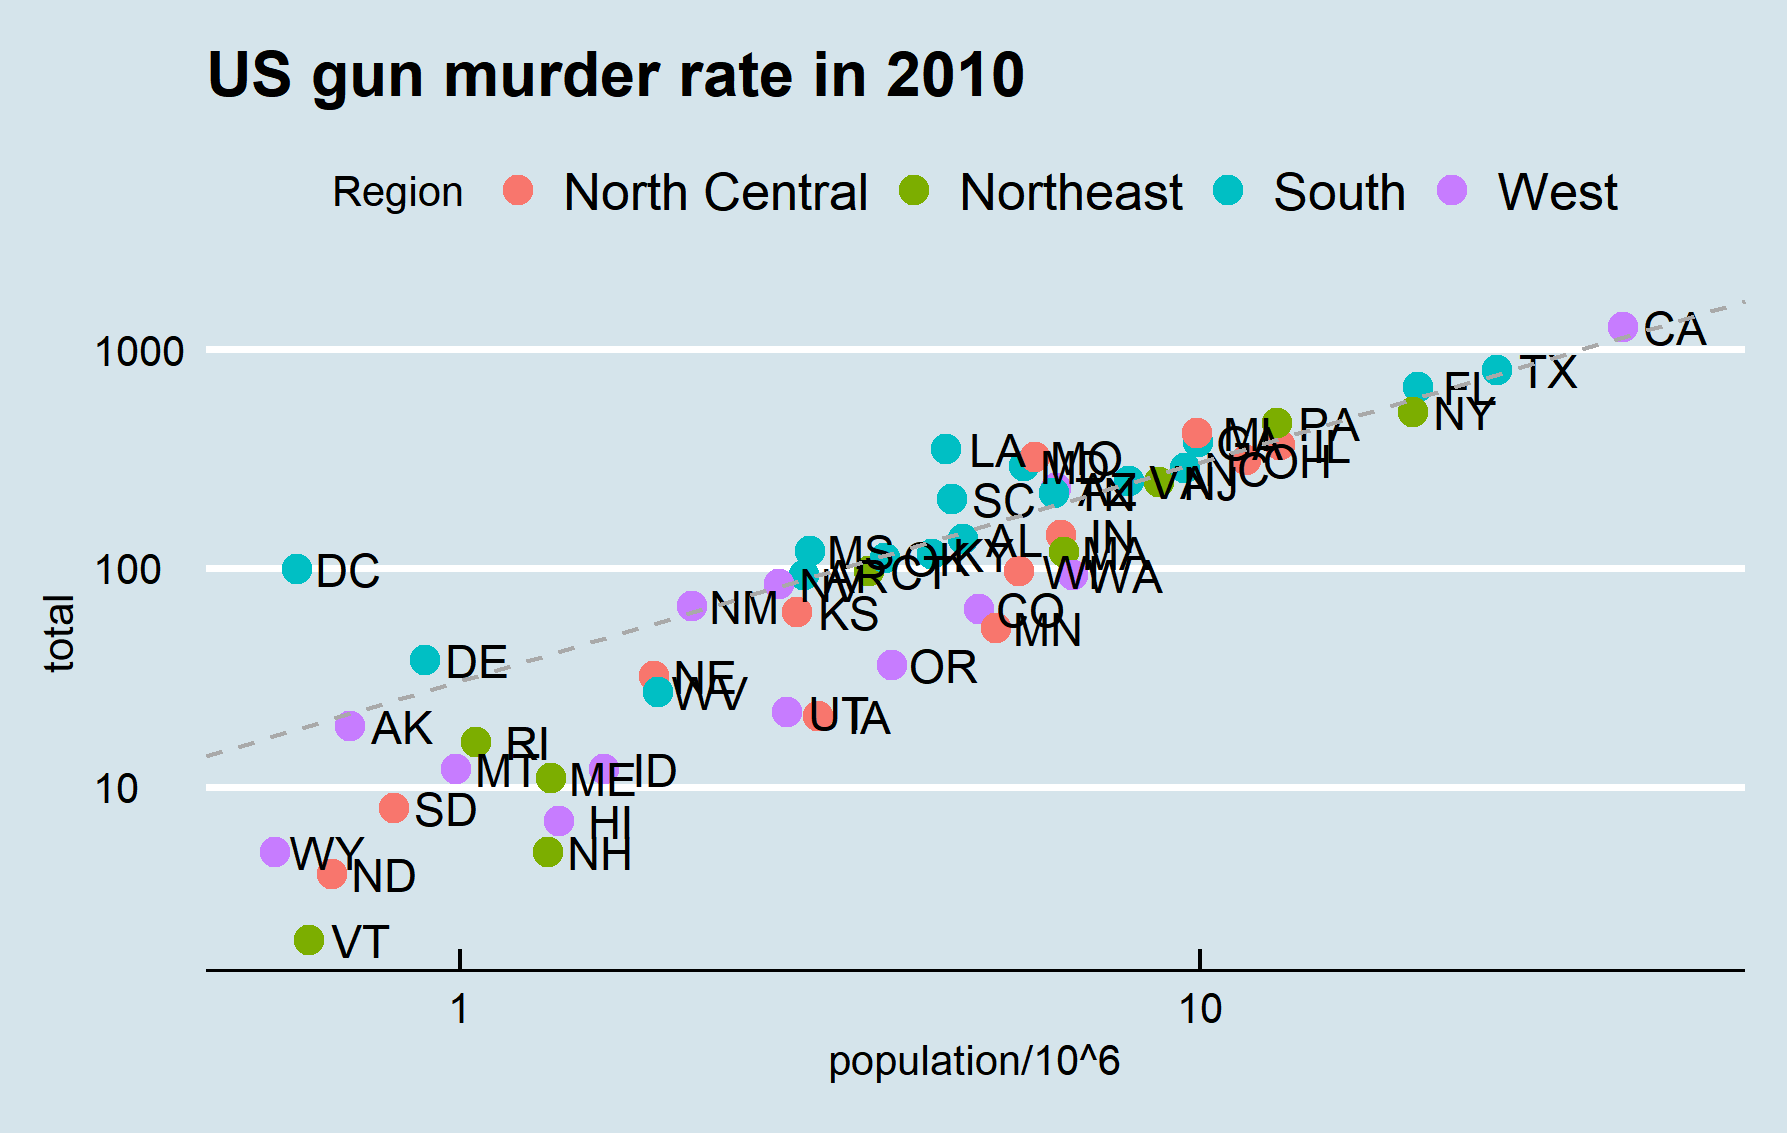 US gun murder rate in 2010
Region North Central Northeast South West
1000
100
10
total
CA
TX
FL
NY
PA
MI
GA
IL
OH
LA
MO
MD
NC
NJ
VA
AZ
TN
SC
IN
AL
MA
KY
OK
MS
DC
CT
AR
NV
WI
WA
NM
KS
CO
MN
DE
OR
NE
WV
UT
IA
AK
RI
MT
ID
ME
SD
HI
NH
WY
ND
VT
1
10
population/10^6